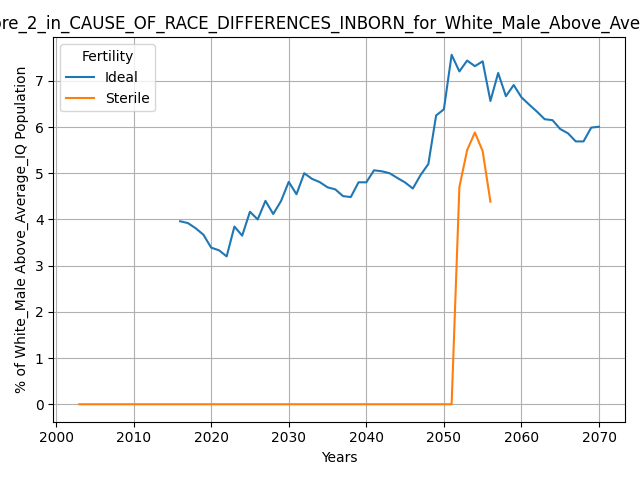 re_2_in_CAUSE_OF_RACE_DIFFERENCES_INBORN_for_White_Male_Above_Ave
Fertility
Ideal
Sterile
% of White_Male Above_Average_IQ Population
7
6
5
4
3
2
1
0
2000 2010 2020 2030 2040 2050 2060 2070
Years